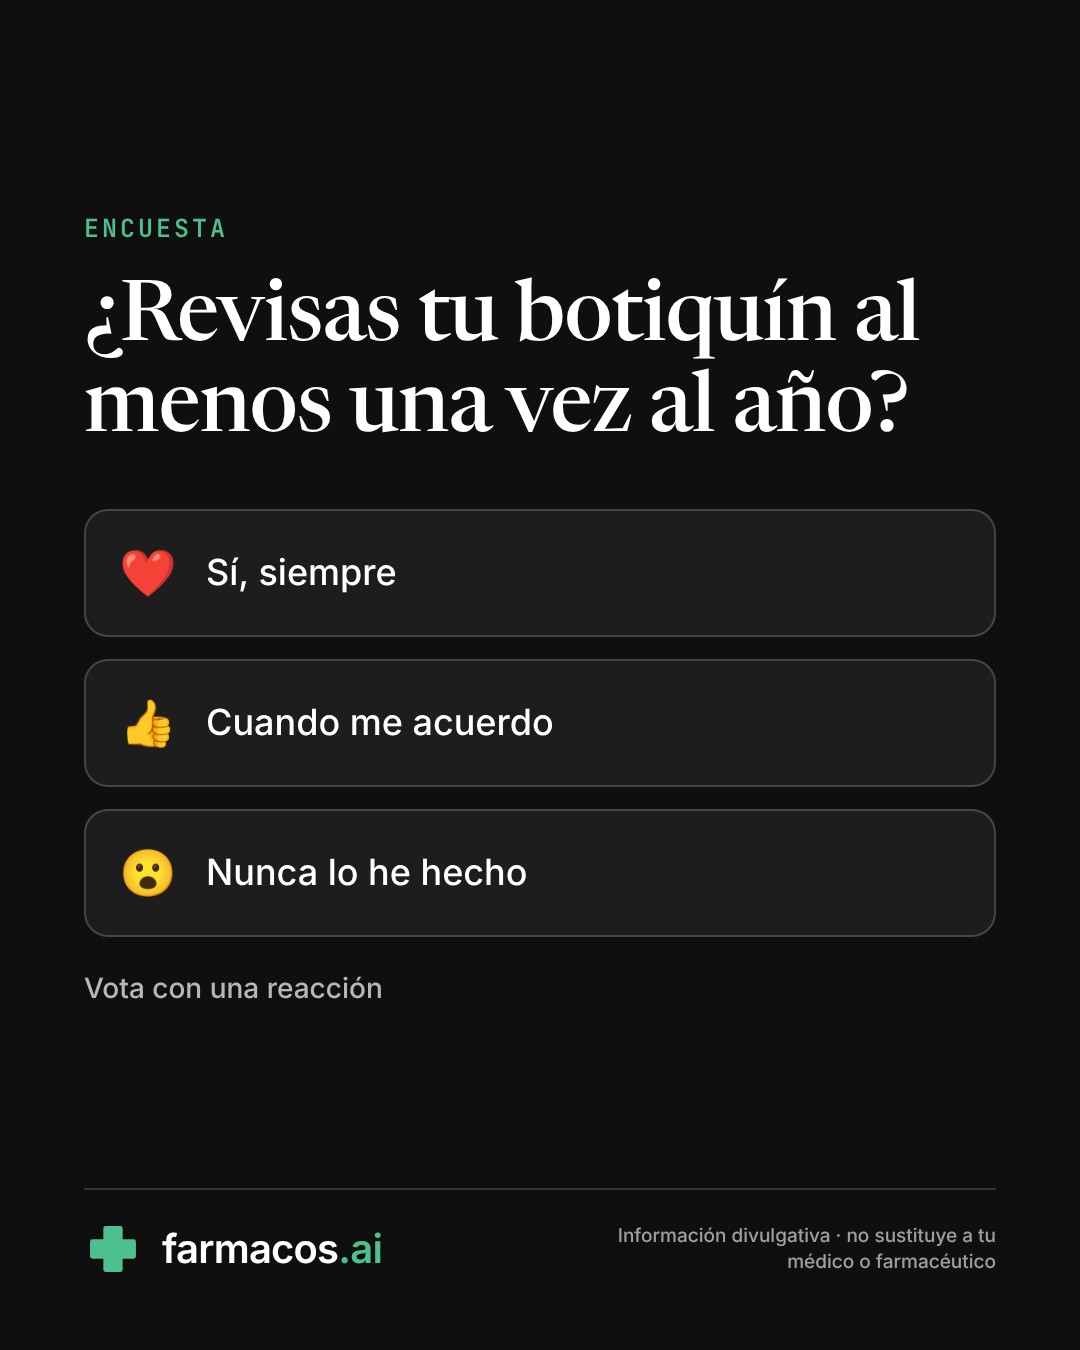 ENCUESTA
¿Revisas tu botiquín al
menos una vez al año?
❤️ Sí, siempre
👍 Cuando me acuerdo
😮 Nunca lo he hecho
Vota con una reacción
farmacos.ai
Información divulgativa · no sustituye a tu
médico o farmacéutico